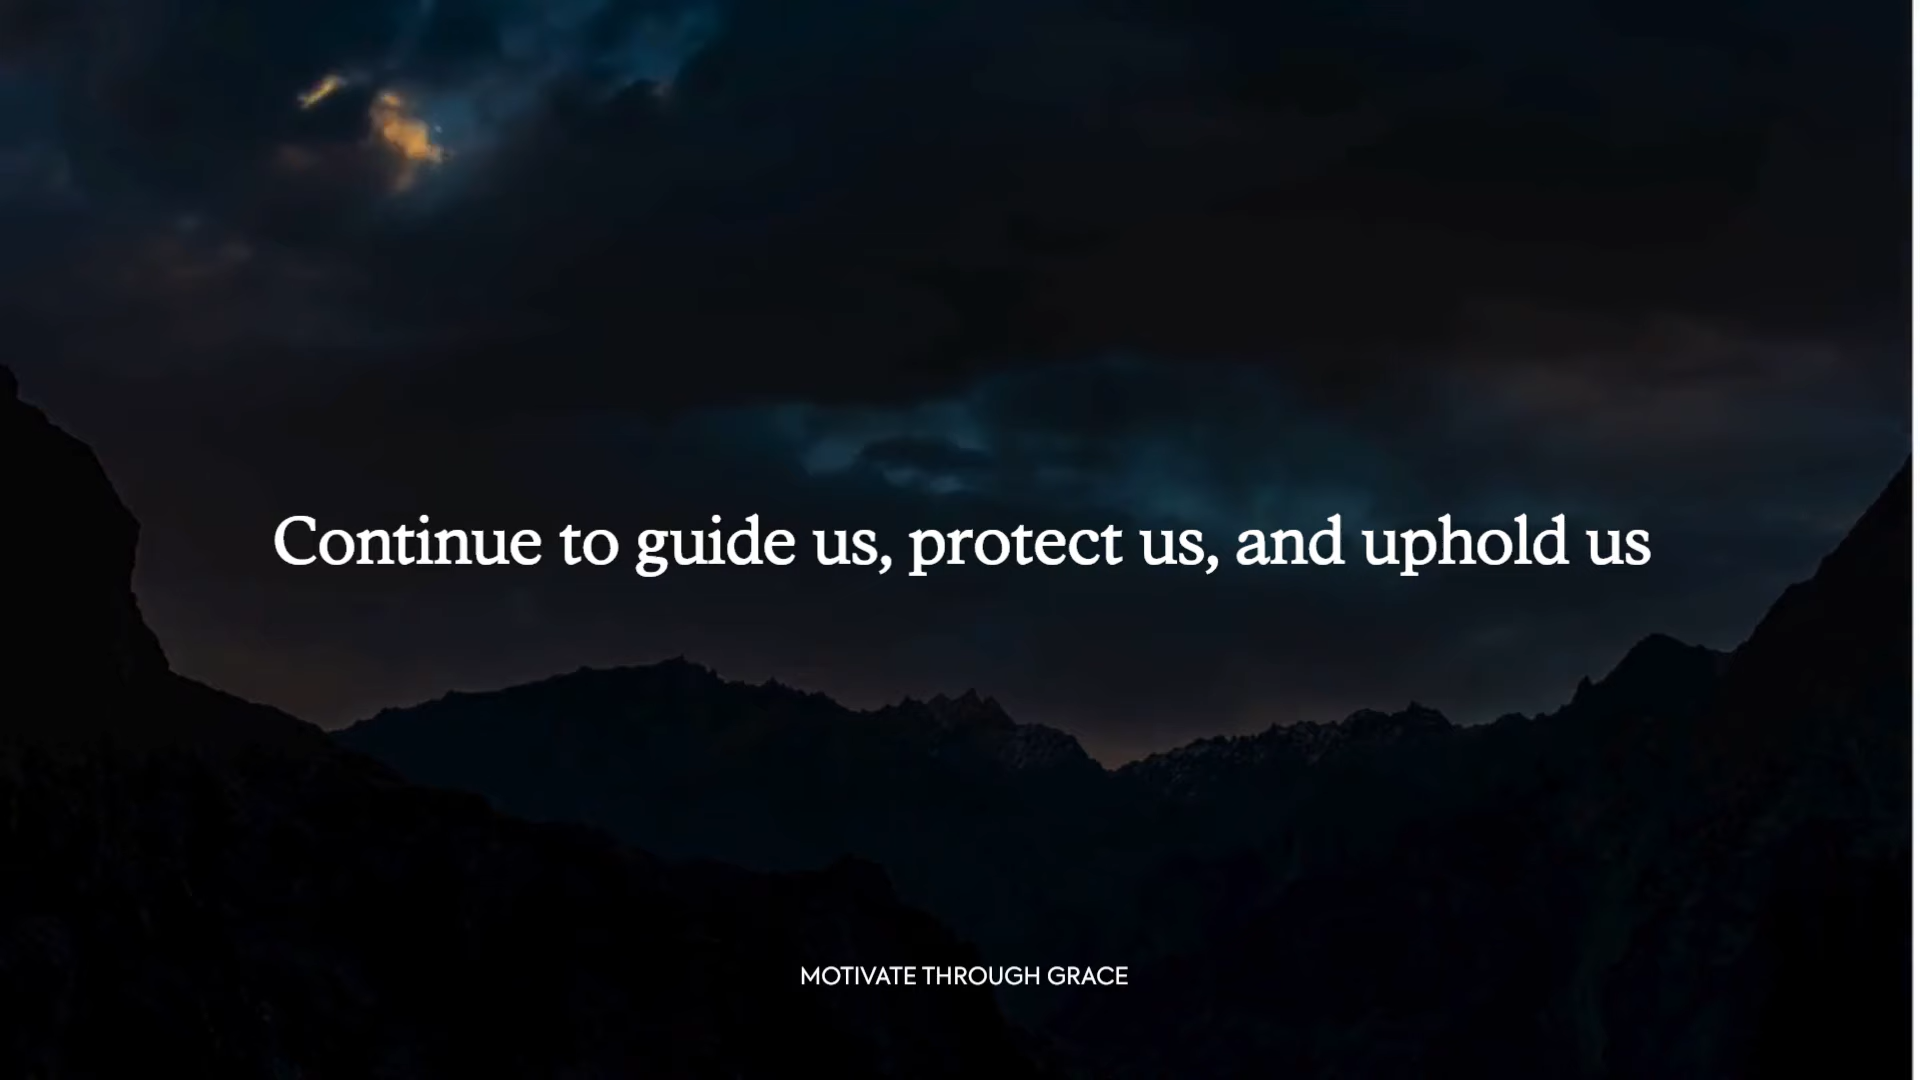 Continue to guide us, protect us, and uphold us
MOTIVATE THROUGH GRACE